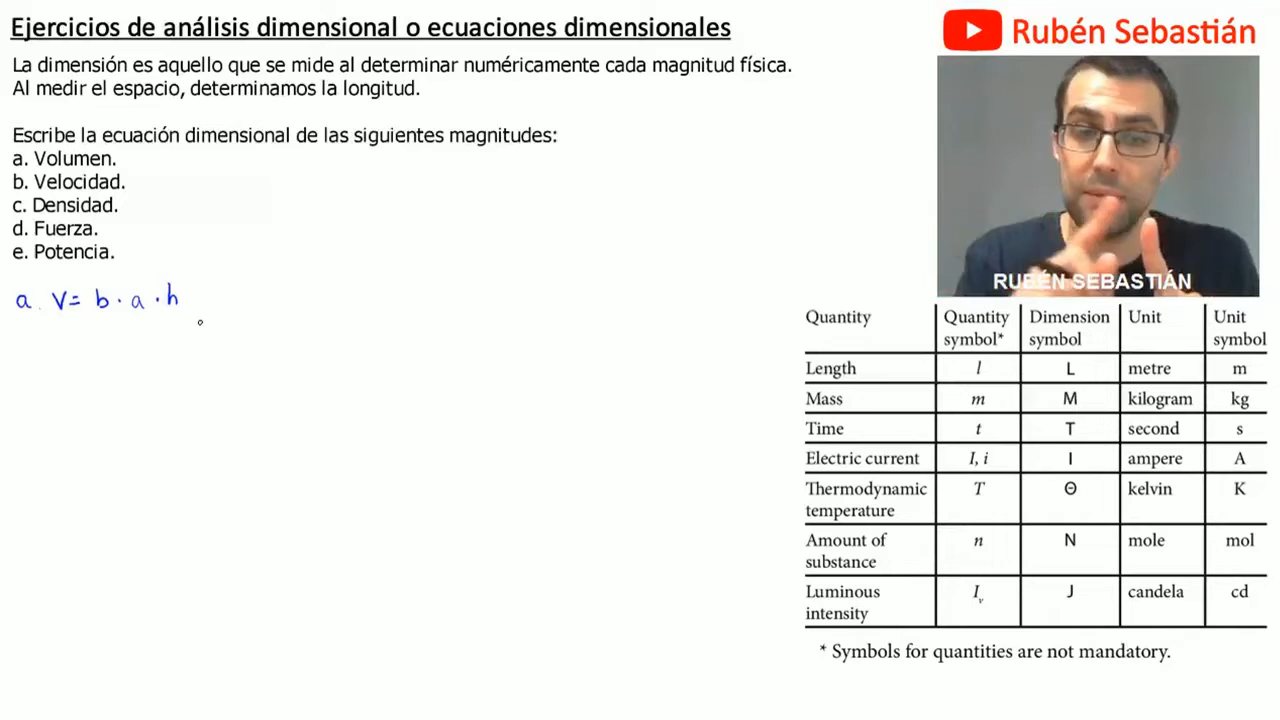 Ejercicios de análisis dimensional o ecuaciones dimensionales
Rubén Sebastián
La dimensión es aquello que se mide al determinar numéricamente cada magnitud física.
Al medir el espacio, determinamos la longitud.
Escribe la ecuación dimensional de las siguientes magnitudes:
a. Volumen.
b. Velocidad.
c. Densidad.
d. Fuerza.
e. Potencia.
a. V= b · a · h
RUBÉN SEBASTIÁN
Quantity Quantity symbol* Dimension symbol Unit Unit symbol
Length l L metre m
Mass m M kilogram kg
Time t T second s
Electric current I, i I ampere A
Thermodynamic temperature T Θ kelvin K
Amount of substance n N mole mol
Luminous intensity Iv J candela cd
* Symbols for quantities are not mandatory.